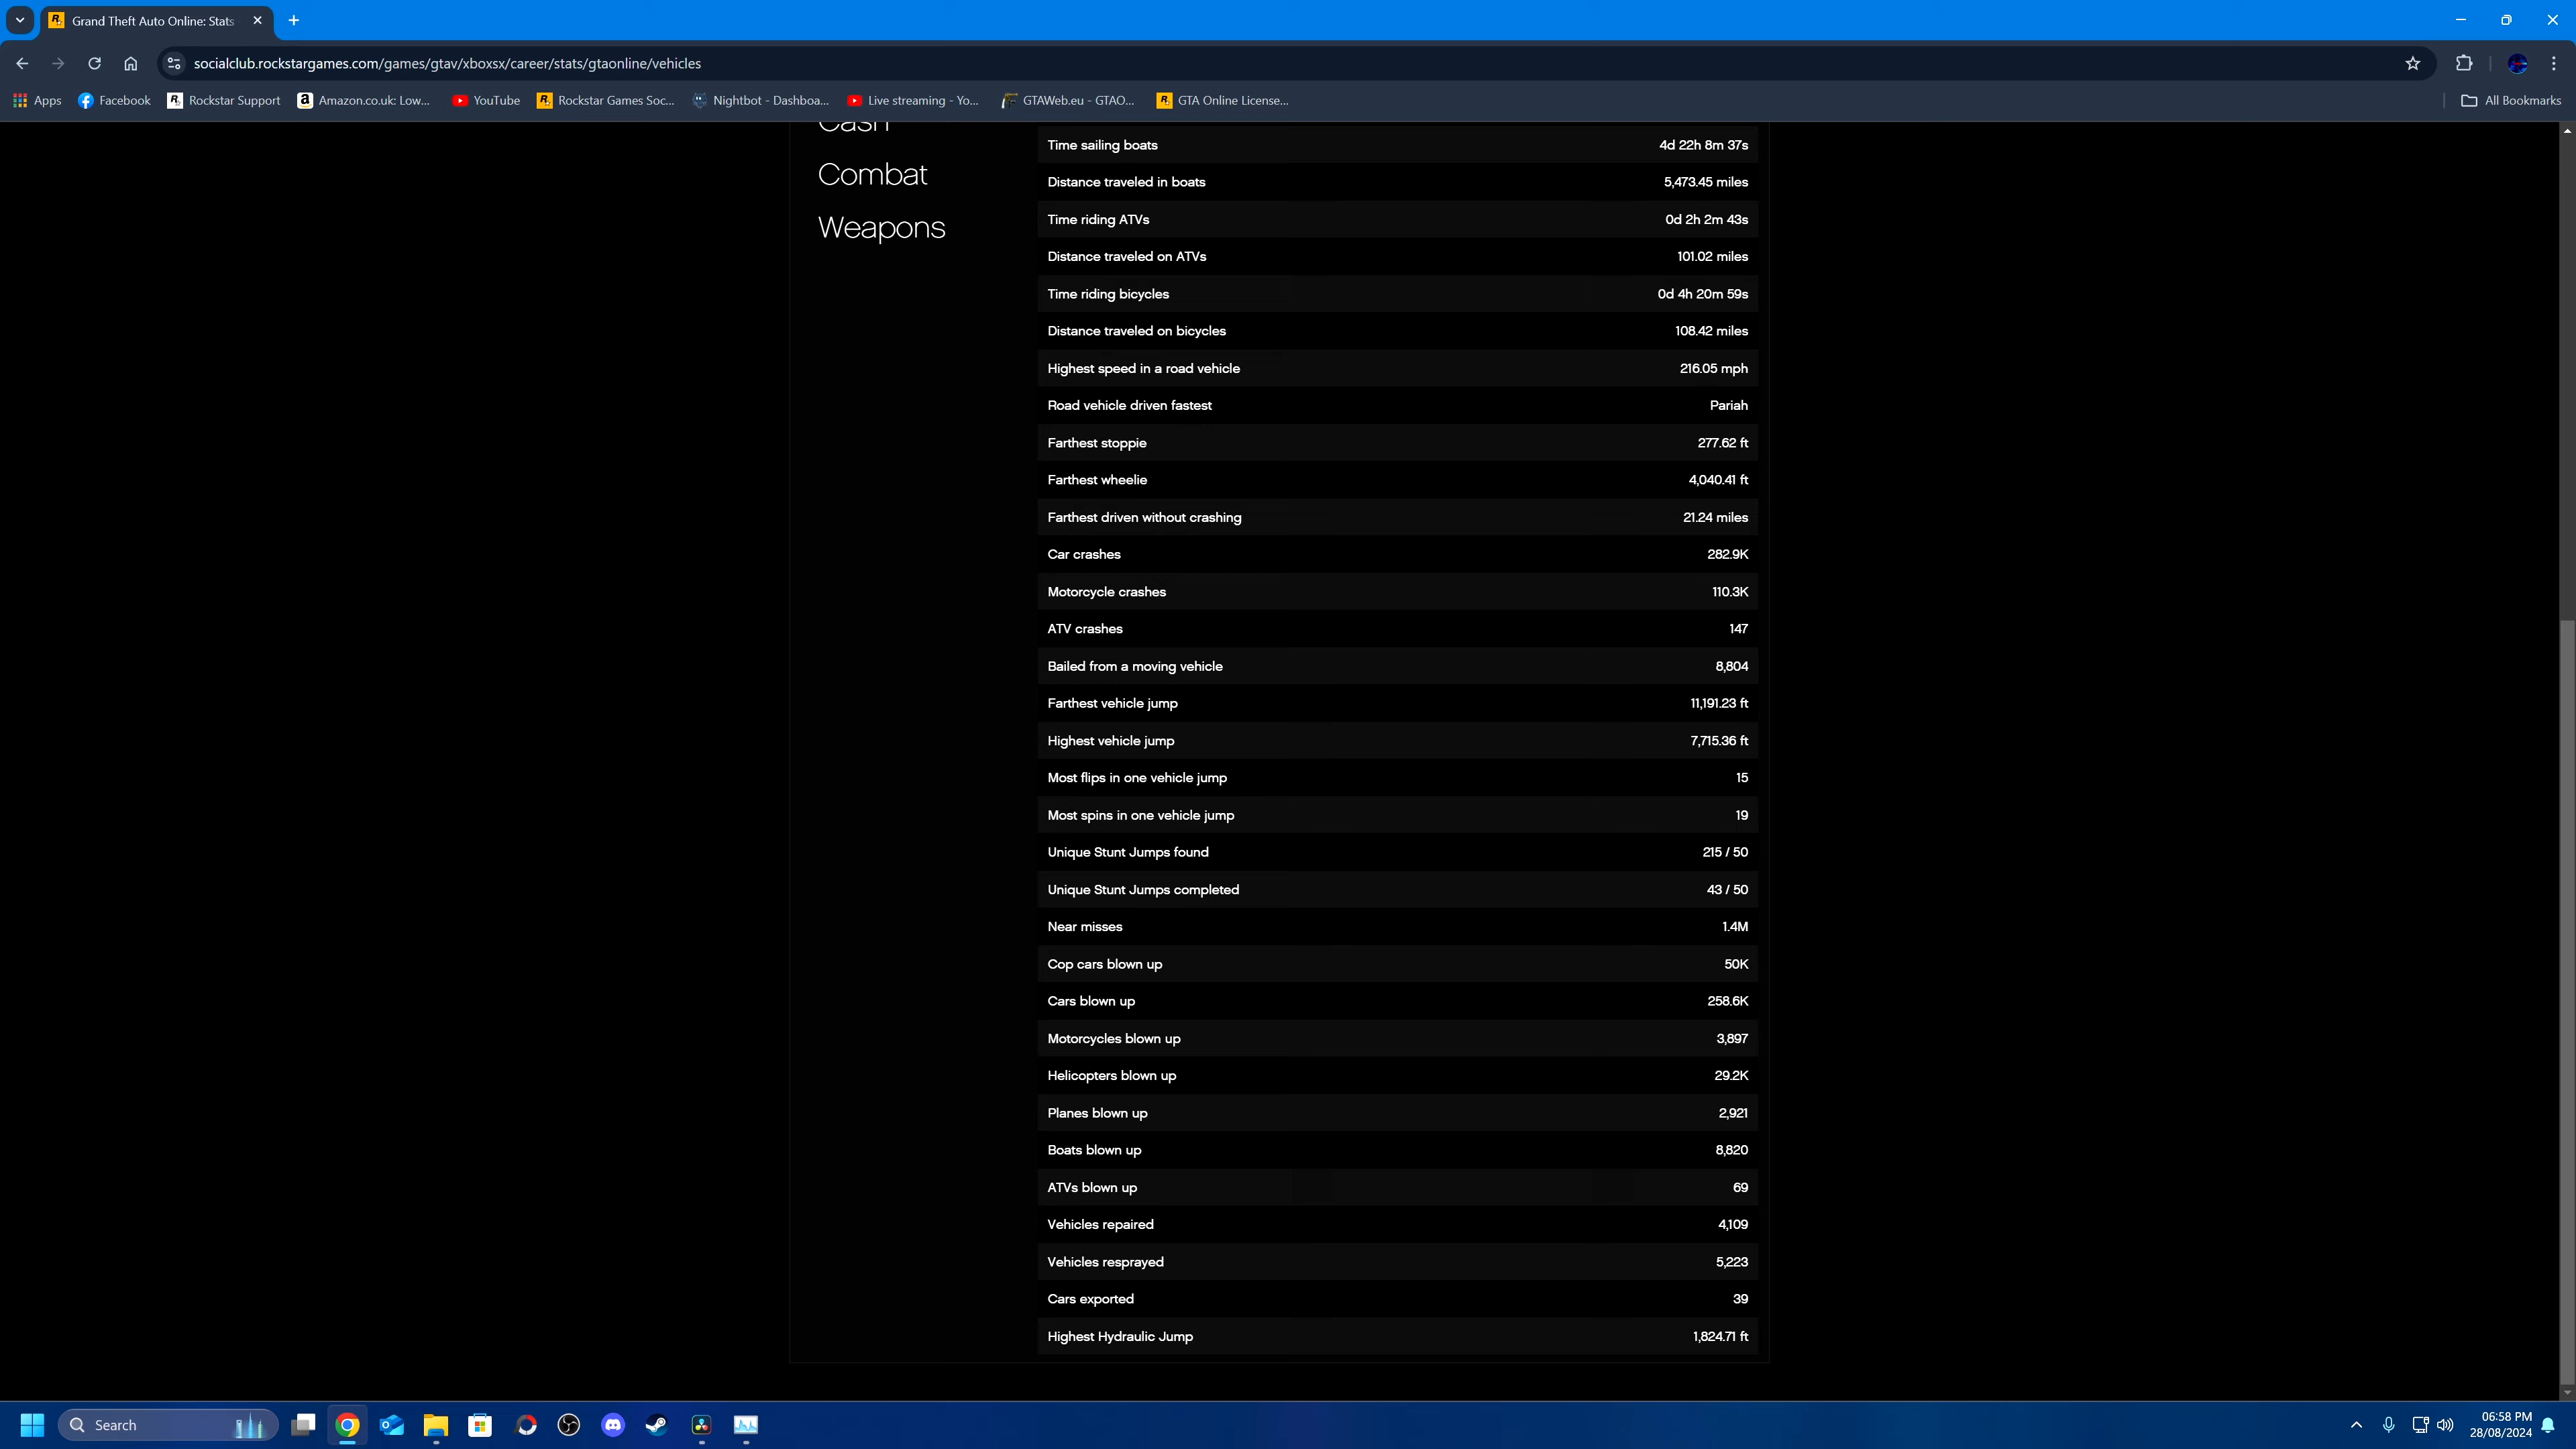 Grand Theft Auto Online: Stats
socialclub.rockstargames.com/games/gtav/xboxsx/career/stats/gtaonline/vehicles
Apps Facebook Rockstar Support Amazon.co.uk: Low... YouTube Rockstar Games Soc... Nightbot - Dashboa... Live streaming - Yo... GTAWeb.eu - GTAO... GTA Online License... All Bookmarks
Cash
Combat
Weapons
Time sailing boats 4d 22h 8m 37s
Distance traveled in boats 5,473.45 miles
Time riding ATVs 0d 2h 2m 43s
Distance traveled on ATVs 101.02 miles
Time riding bicycles 0d 4h 20m 59s
Distance traveled on bicycles 108.42 miles
Highest speed in a road vehicle 216.05 mph
Road vehicle driven fastest Pariah
Farthest stoppie 277.62 ft
Farthest wheelie 4,040.41 ft
Farthest driven without crashing 21.24 miles
Car crashes 282.9K
Motorcycle crashes 110.3K
ATV crashes 147
Bailed from a moving vehicle 8,804
Farthest vehicle jump 11,191.23 ft
Highest vehicle jump 7,715.36 ft
Most flips in one vehicle jump 15
Most spins in one vehicle jump 19
Unique Stunt Jumps found 215 / 50
Unique Stunt Jumps completed 43 / 50
Near misses 1.4M
Cop cars blown up 50K
Cars blown up 258.6K
Motorcycles blown up 3,897
Helicopters blown up 29.2K
Planes blown up 2,921
Boats blown up 8,820
ATVs blown up 69
Vehicles repaired 4,109
Vehicles resprayed 5,223
Cars exported 39
Highest Hydraulic Jump 1,824.71 ft
Search
06:58 PM
28/08/2024